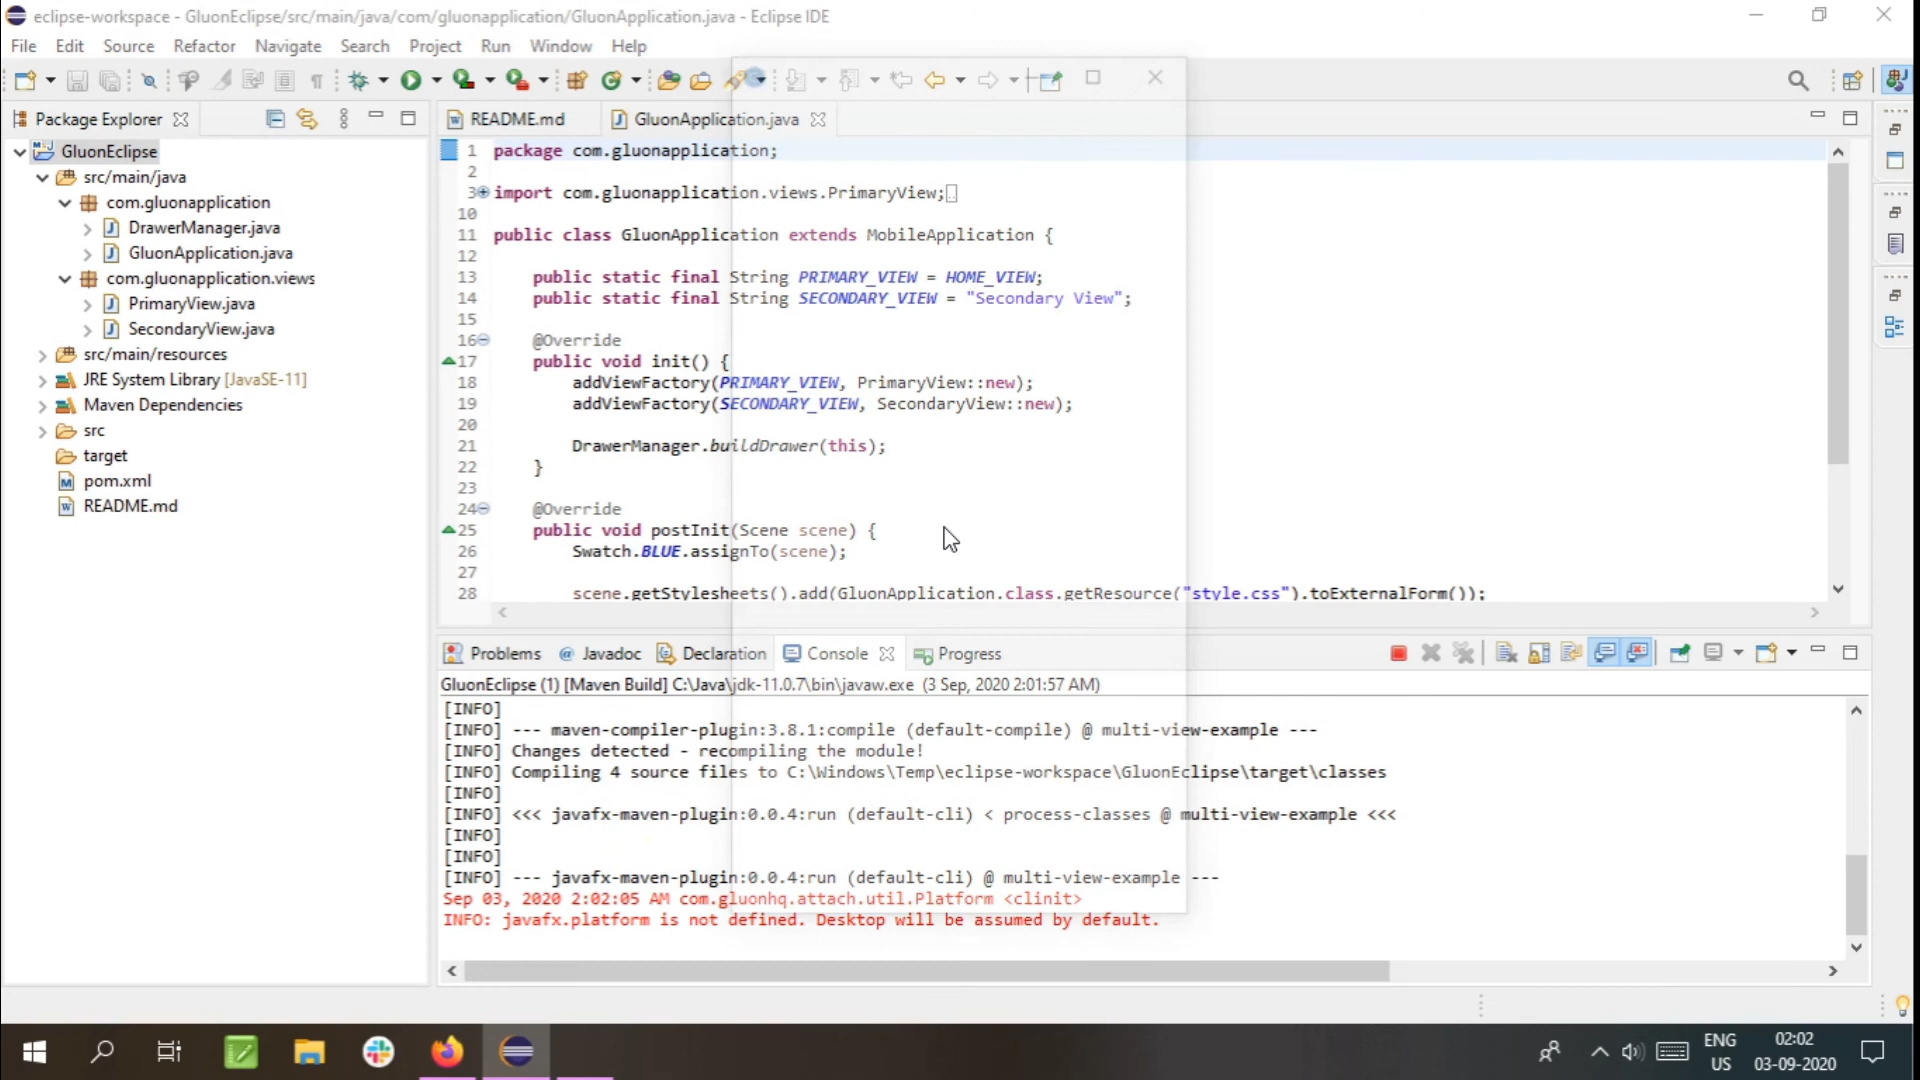 eclipse-workspace - GluonEclipse/src/main/java/com/gluonapplication/GluonApplication.java - Eclipse IDE
File Edit Source Refactor Navigate Search Project Run Window Help
Package Explorer
README.md GluonApplication.java
GluonEclipse
src/main/java
com.gluonapplication
DrawerManager.java
GluonApplication.java
com.gluonapplication.views
PrimaryView.java
SecondaryView.java
src/main/resources
JRE System Library [JavaSE-11]
Maven Dependencies
src
target
pom.xml
README.md
1 package com.gluonapplication;
2
3 import com.gluonapplication.views.PrimaryView;
10
11 public class GluonApplication extends MobileApplication {
12
13 public static final String PRIMARY_VIEW = HOME_VIEW;
14 public static final String SECONDARY_VIEW = "Secondary View";
15
16 @Override
17 public void init() {
18 addViewFactory(PRIMARY_VIEW, PrimaryView::new);
19 addViewFactory(SECONDARY_VIEW, SecondaryView::new);
20
21 DrawerManager.buildDrawer(this);
22 }
23
24 @Override
25 public void postInit(Scene scene) {
26 Swatch.BLUE.assignTo(scene);
27
28 scene.getStylesheets().add(GluonApplication.class.getResource("style.css").toExternalForm());
Problems Javadoc Declaration Console Progress
GluonEclipse (1) [Maven Build] C:\Java\jdk-11.0.7\bin\javaw.exe (3 Sep, 2020 2:01:57 AM)
[INFO]
[INFO] --- maven-compiler-plugin:3.8.1:compile (default-compile) @ multi-view-example ---
[INFO] Changes detected - recompiling the module!
[INFO] Compiling 4 source files to C:\Windows\Temp\eclipse-workspace\GluonEclipse\target\classes
[INFO]
[INFO] <<< javafx-maven-plugin:0.0.4:run (default-cli) < process-classes @ multi-view-example <<<
[INFO]
[INFO]
[INFO] --- javafx-maven-plugin:0.0.4:run (default-cli) @ multi-view-example ---
Sep 03, 2020 2:02:05 AM com.gluonhq.attach.util.Platform <clinit>
INFO: javafx.platform is not defined. Desktop will be assumed by default.
ENG
US
02:02
03-09-2020